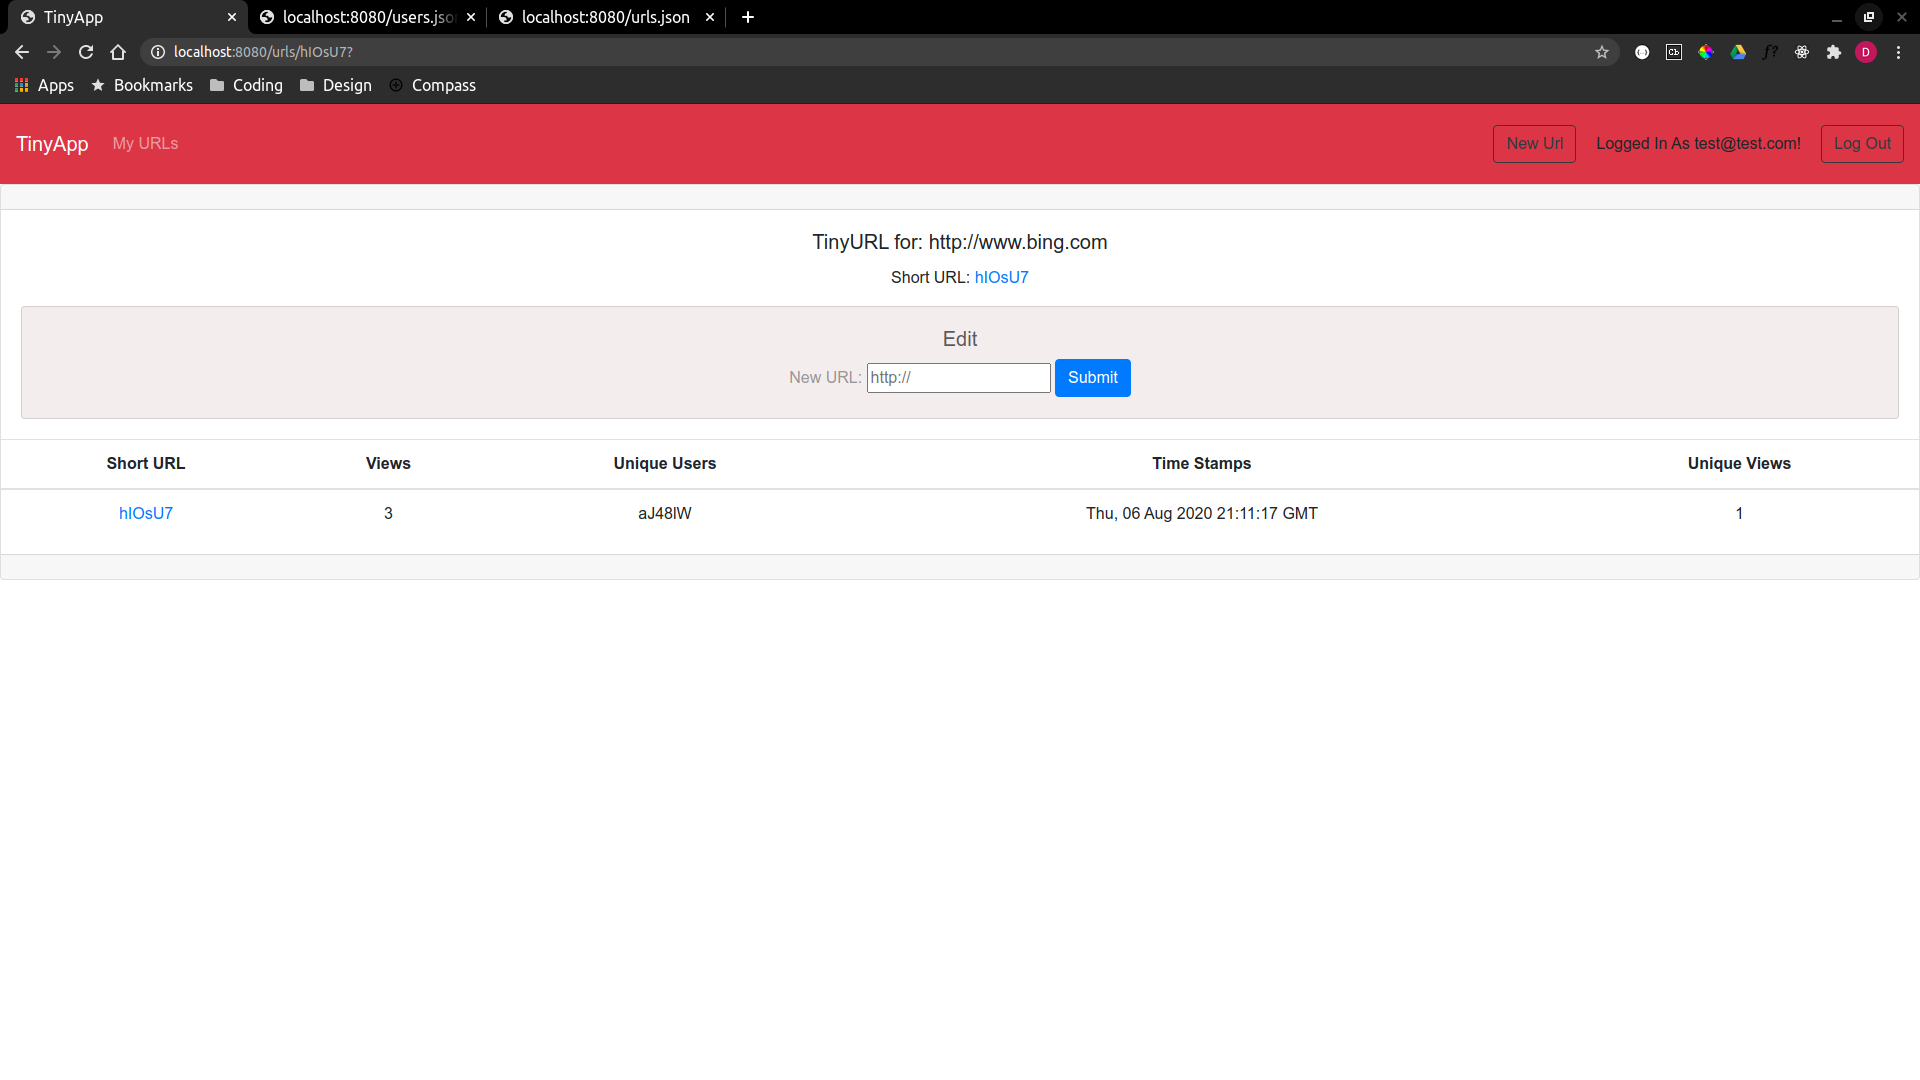 TinyApp
localhost:8080/users.jso
localhost:8080/urls.json
localhost:8080/urls/hIOsU7?
Apps Bookmarks Coding Design Compass
TinyApp My URLs New Url Logged In As test@test.com! Log Out
TinyURL for: http://www.bing.com
Short URL: hIOsU7
Edit
New URL: http:// Submit
Short URL Views Unique Users Time Stamps Unique Views
hIOsU7 3 aJ48lW Thu, 06 Aug 2020 21:11:17 GMT 1